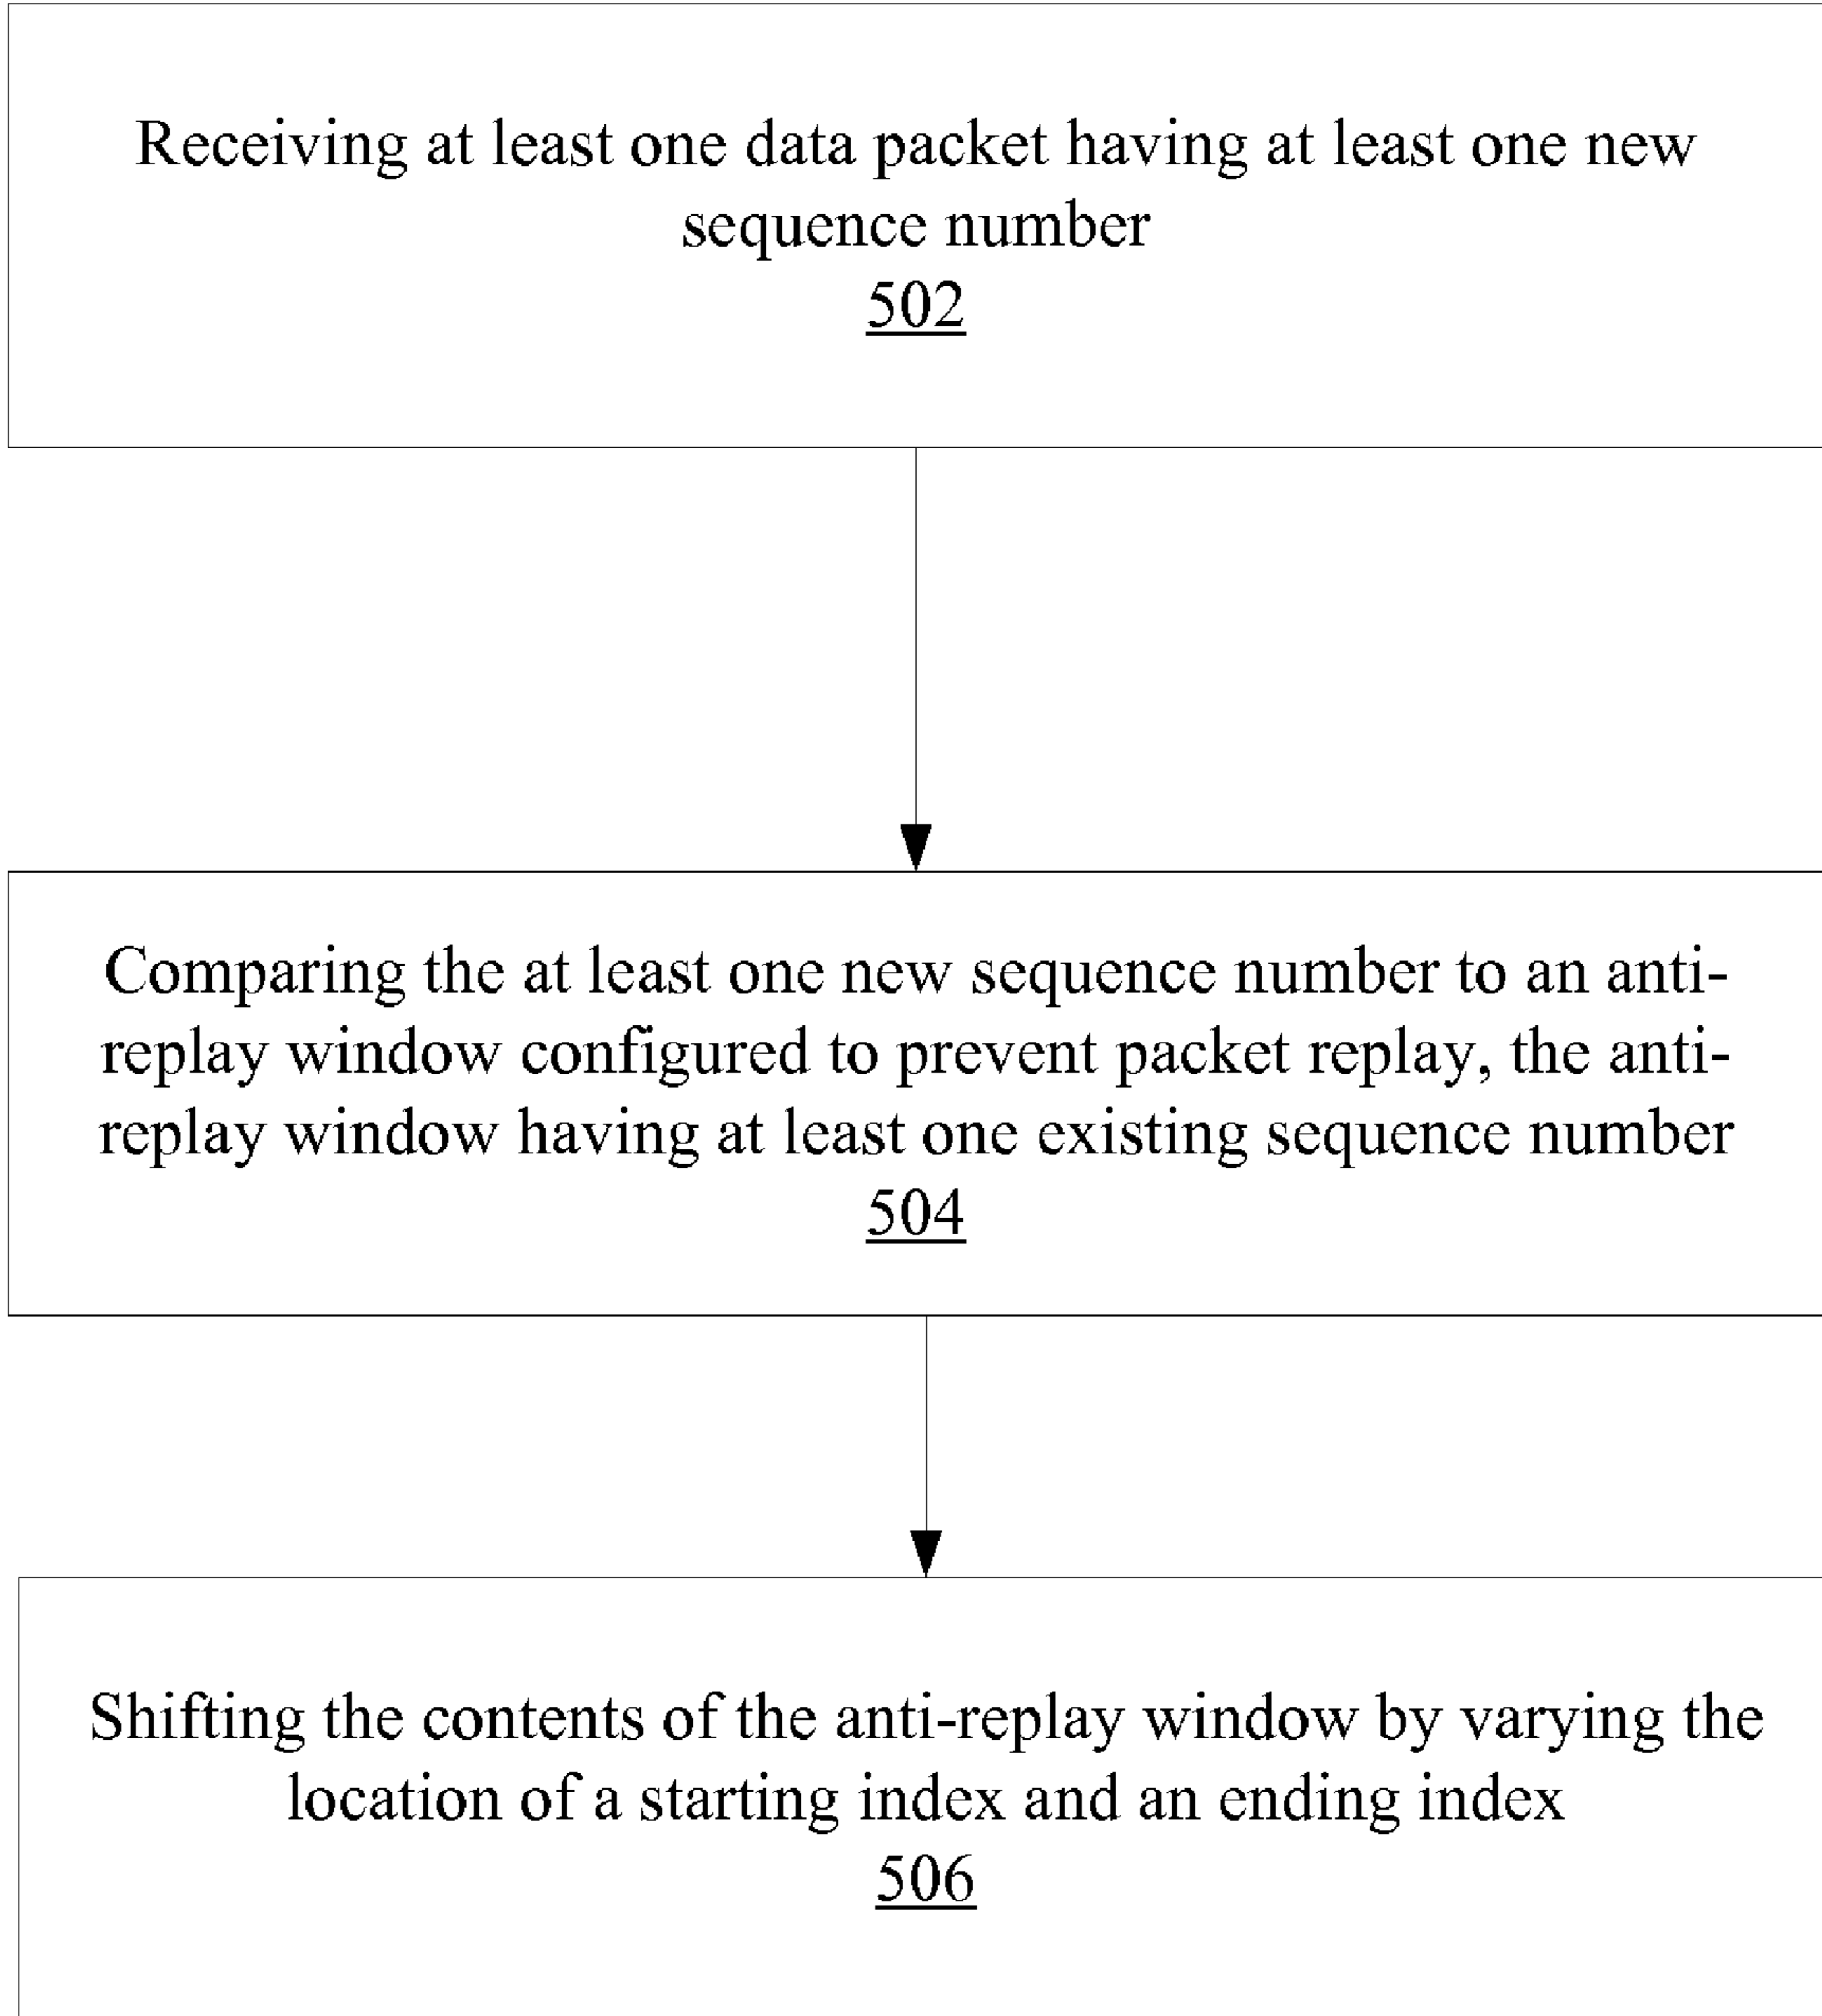 Receiving at least one data packet having at least one new
sequence number
502
Comparing the at least one new sequence number to an anti-
replay window configured to prevent packet replay, the anti-
replay window having at least one existing sequence number
504
Shifting the contents of the anti-replay window by varying the
location of a starting index and an ending index
506